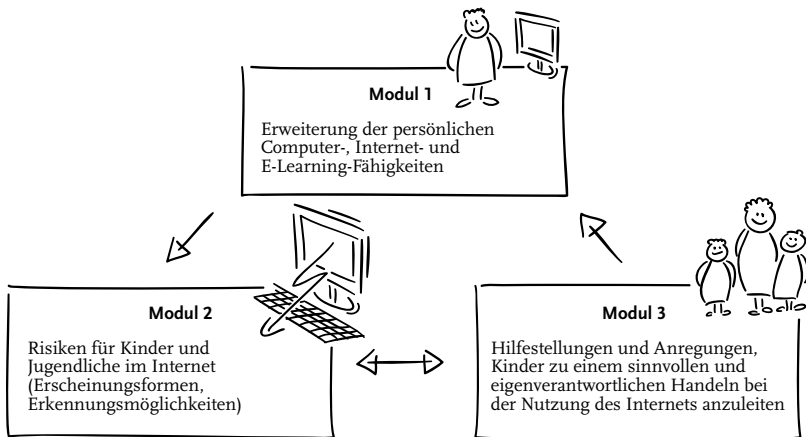 Modul 1
Erweiterung der persönlichen
Computer-, Internet- und
E-Learning-Fähigkeiten
Modul 2
Risiken für Kinder und
Jugendliche im Internet
(Erscheinungsformen,
Erkennungsmöglichkeiten)
Modul 3
Hilfestellungen und Anregungen,
Kinder zu einem sinnvollen und
eigenverantwortlichen Handeln bei
der Nutzung des Internets anzuleiten